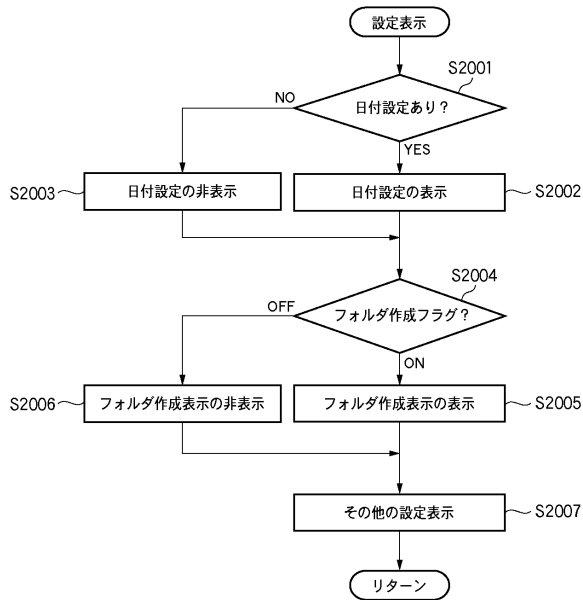 設定表示
S2001
日付設定あり？
NO
YES
S2003
日付設定の非表示
日付設定の表示
S2002
S2004
フォルダ作成フラグ？
OFF
ON
S2006
フォルダ作成表示の非表示
フォルダ作成表示の表示
S2005
その他の設定表示
S2007
リターン